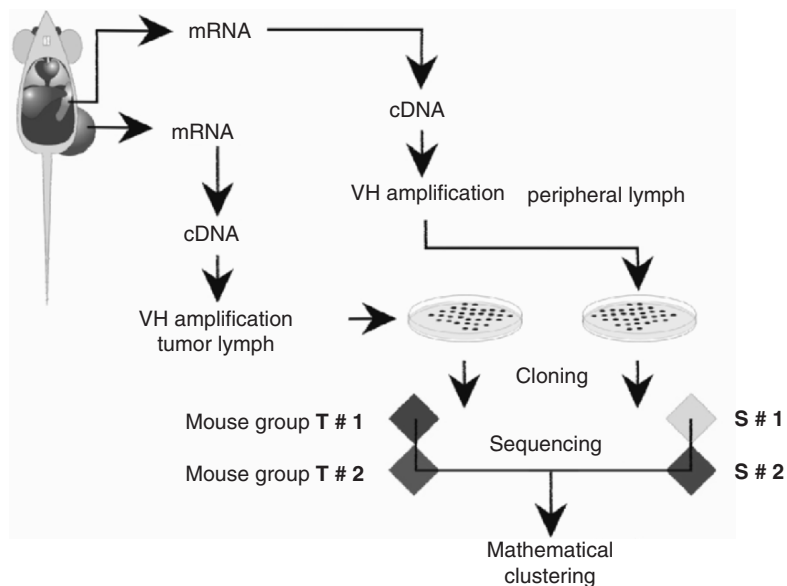 mRNA
mRNA
cDNA
cDNA
VH amplification
peripheral lymph
VH amplification
tumor lymph
Cloning
Mouse group T # 1
S # 1
Sequencing
Mouse group T # 2
S # 2
Mathematical
clustering